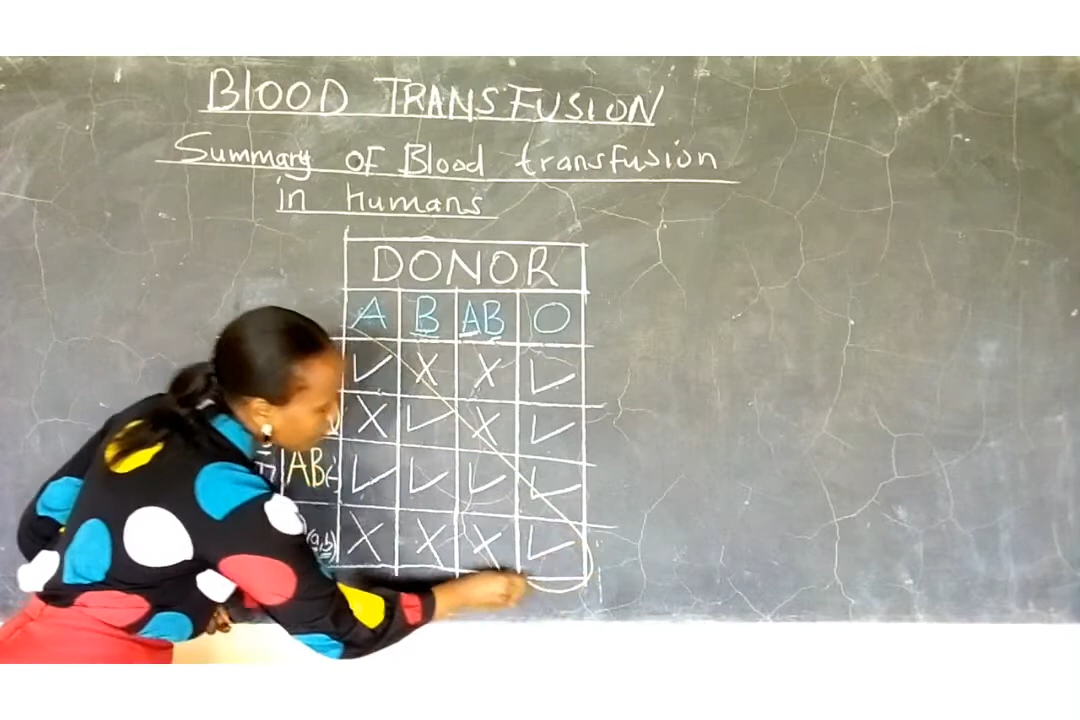 BLOOD TRANSFUSION
Summary of Blood transfusion
in humans
DONOR
A B AB O
✓ X X ✓
X ✓ X ✓
AB(-) ✓ ✓ ✓ ✓
(a,b) X X X ✓